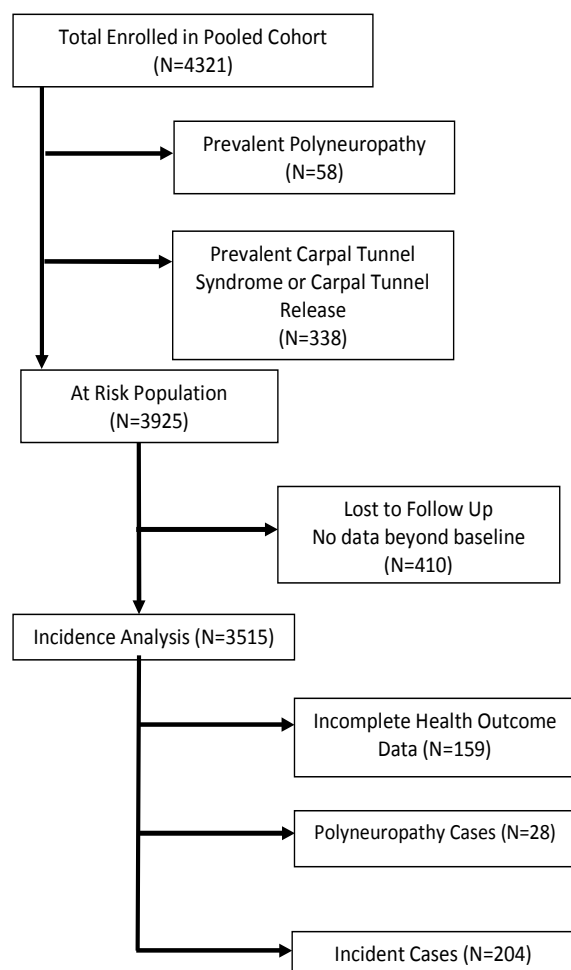 Total Enrolled in Pooled Cohort
(N=4321)
Prevalent Polyneuropathy
(N=58)
Prevalent Carpal Tunnel
Syndrome or Carpal Tunnel
Release
(N=338)
At Risk Population
(N=3925)
Lost to Follow Up
No data beyond baseline
(N=410)
Incidence Analysis (N=3515)
Incomplete Health Outcome
Data (N=159)
Polyneuropathy Cases (N=28)
Incident Cases (N=204)